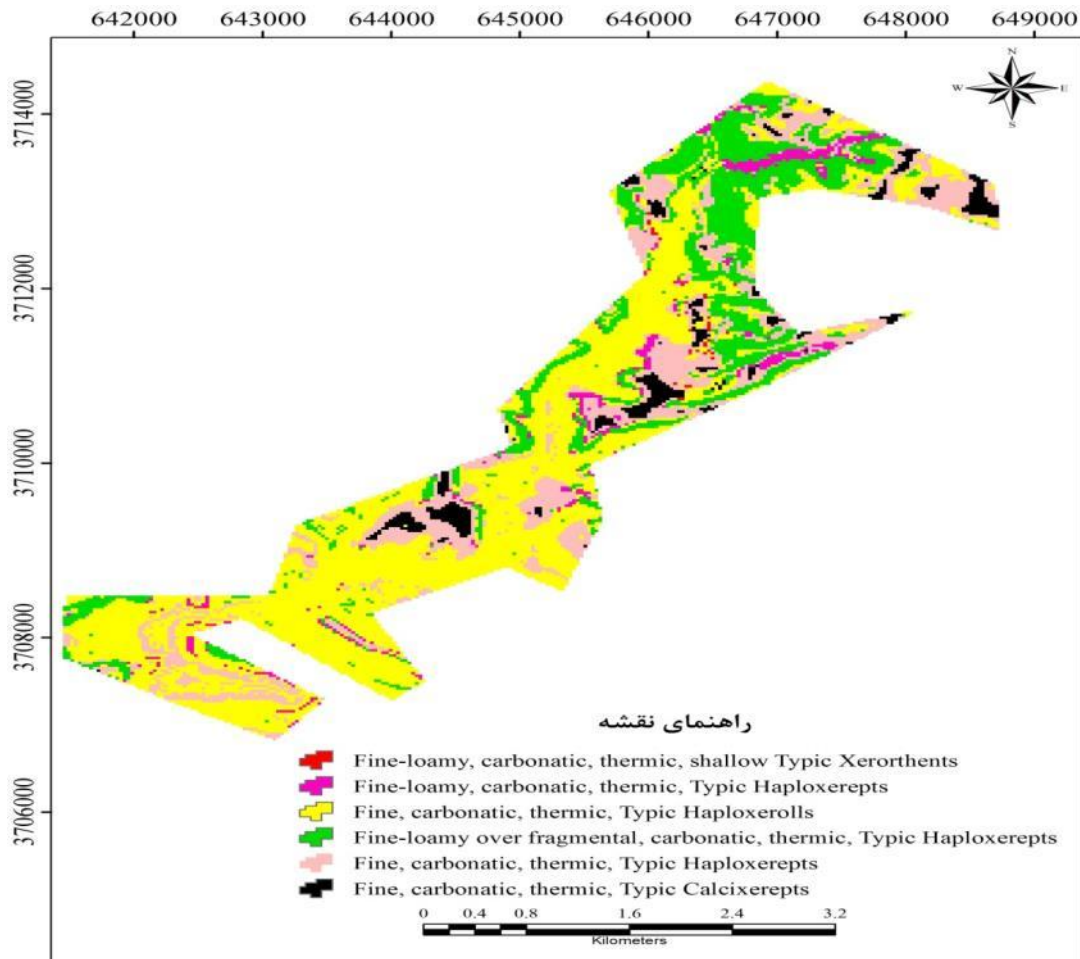 642000 643000 644000 645000 646000 647000 648000 649000
N
W E
S
3714000
3712000
3710000
3708000
3706000
راهنمای نقشه
Fine-loamy, carbonatic, thermic, shallow Typic Xerorthents
Fine-loamy, carbonatic, thermic, Typic Haploxerepts
Fine, carbonatic, thermic, Typic Haploxerolls
Fine-loamy over fragmental, carbonatic, thermic, Typic Haploxerepts
Fine, carbonatic, thermic, Typic Haploxerepts
Fine, carbonatic, thermic, Typic Calcixerepts
0 0.4 0.8 1.6 2.4 3.2
Kilometers